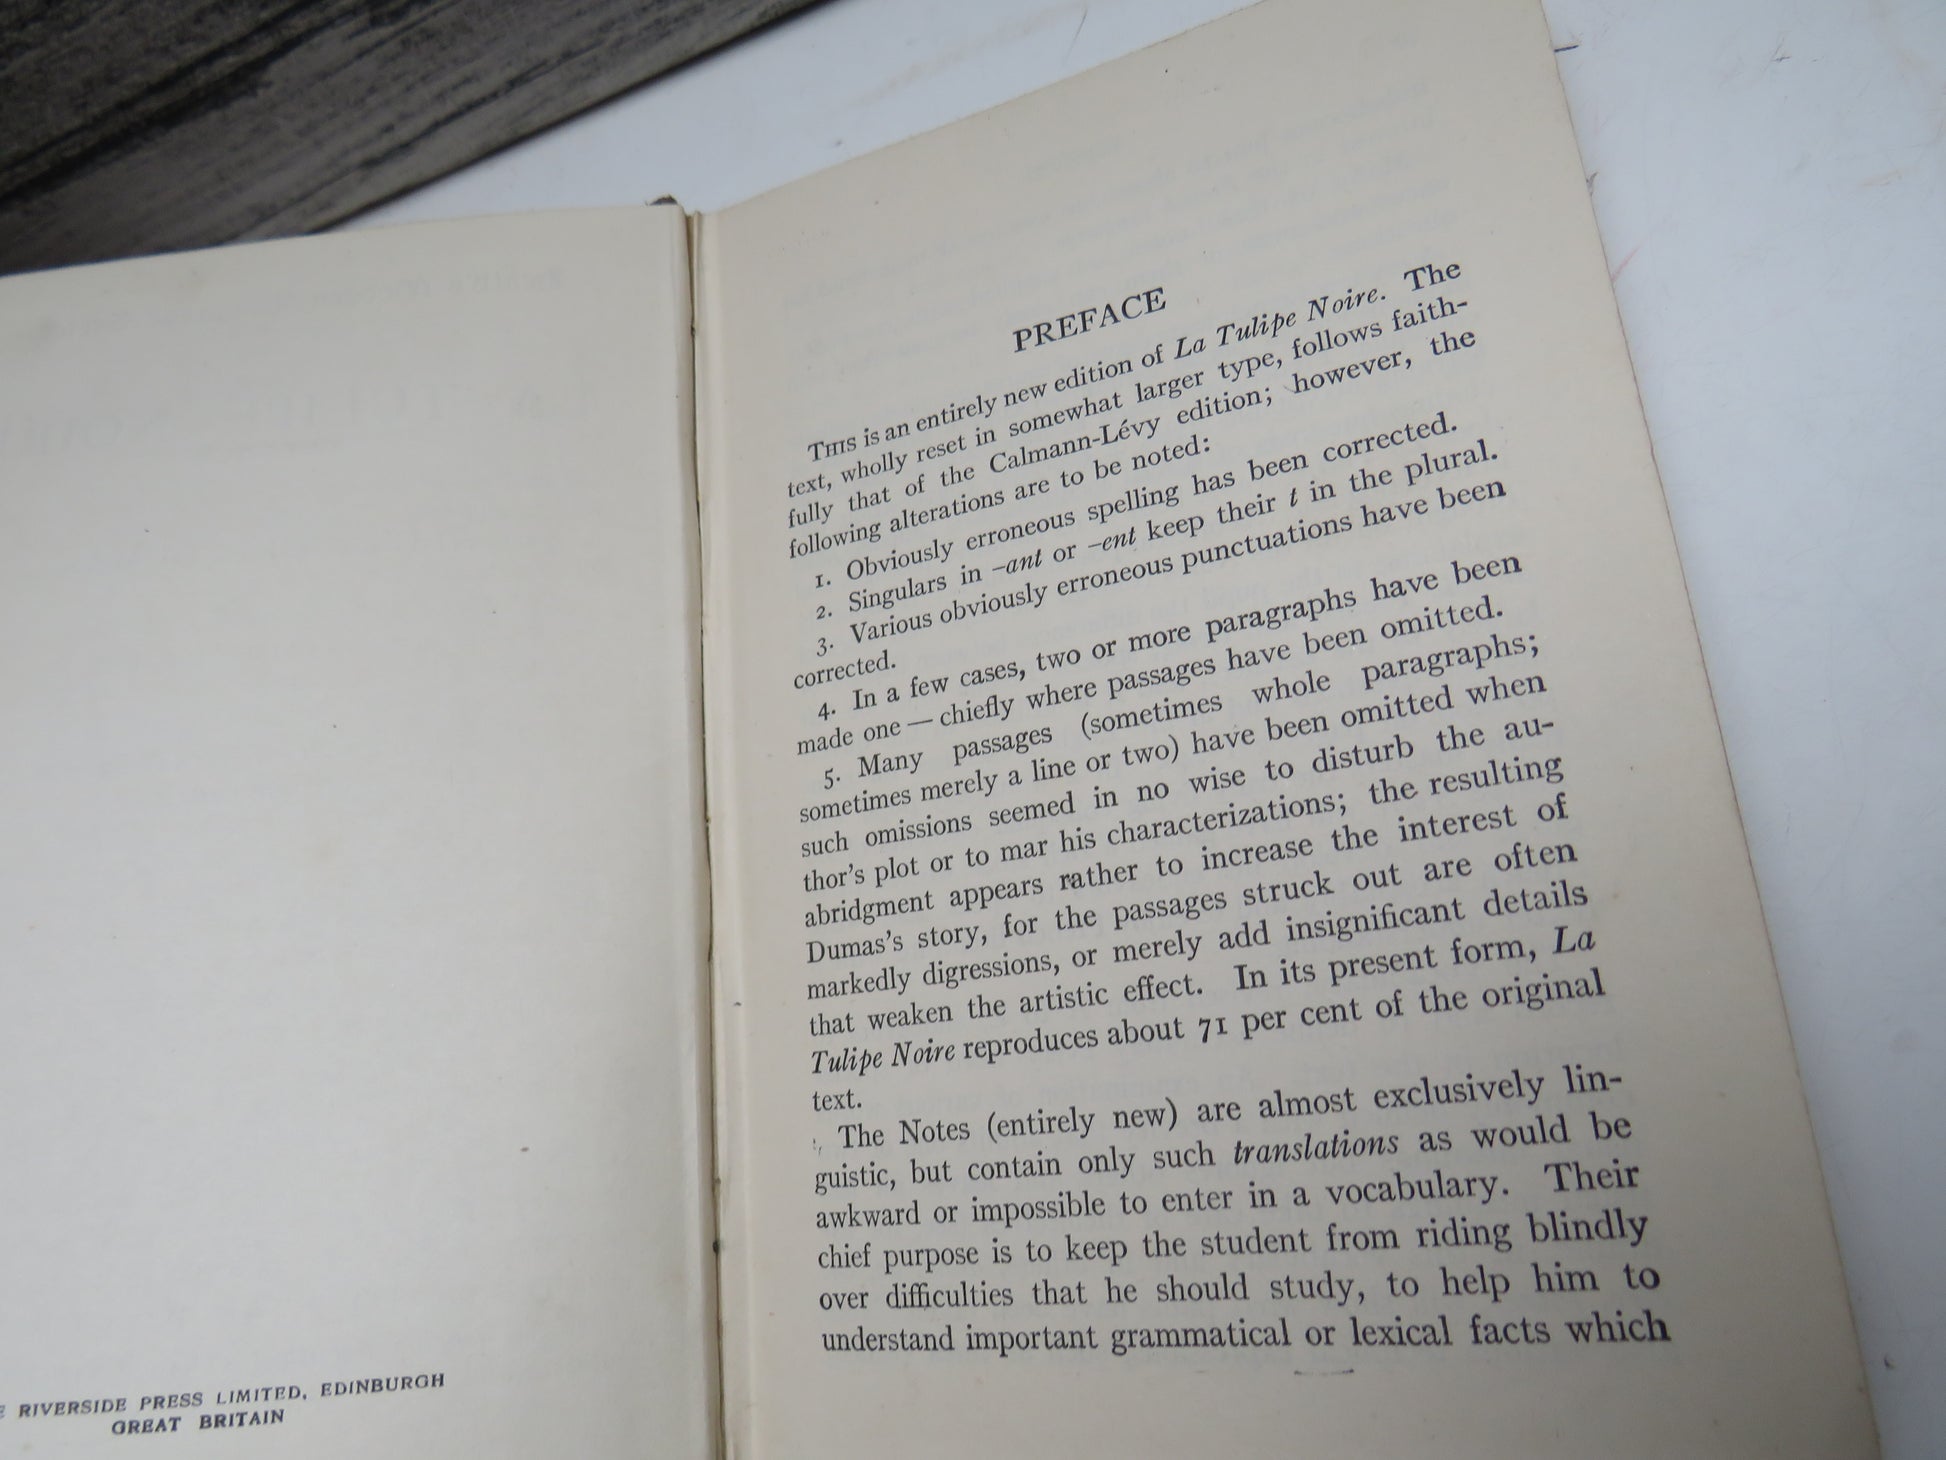 RIVERSIDE PRESS LIMITED, EDINBURGH
GREAT BRITAIN
PREFACE
THIS is an entirely new edition of La Tulipe Noire. The
text, wholly reset in somewhat larger type, follows faith-
fully that of the Calmann-Lévy edition; however, the
following alterations are to be noted:
1. Obviously erroneous spelling has been corrected.
2. Singulars in -ant or -ent keep their t in the plural.
3. Various obviously erroneous punctuations have been
corrected.
4. In a few cases, two or more paragraphs have been
made one — chiefly where passages have been omitted.
5. Many passages (sometimes whole paragraphs;
sometimes merely a line or two) have been omitted when
such omissions seemed in no wise to disturb the au-
thor's plot or to mar his characterizations; the resulting
abridgment appears rather to increase the interest of
Dumas's story, for the passages struck out are often
markedly digressions, or merely add insignificant details
that weaken the artistic effect. In its present form, La
Tulipe Noire reproduces about 71 per cent of the original
text.
The Notes (entirely new) are almost exclusively lin-
guistic, but contain only such translations as would be
awkward or impossible to enter in a vocabulary. Their
chief purpose is to keep the student from riding blindly
over difficulties that he should study, to help him to
understand important grammatical or lexical facts which